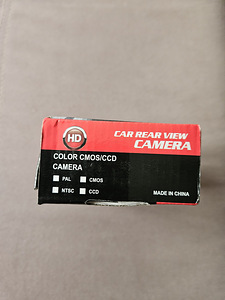 HD
CAR REAR VIEW
CAMERA
COLOR CMOS/CCD
CAMERA
PAL CMOS
NTSC CCD
MADE IN CHINA